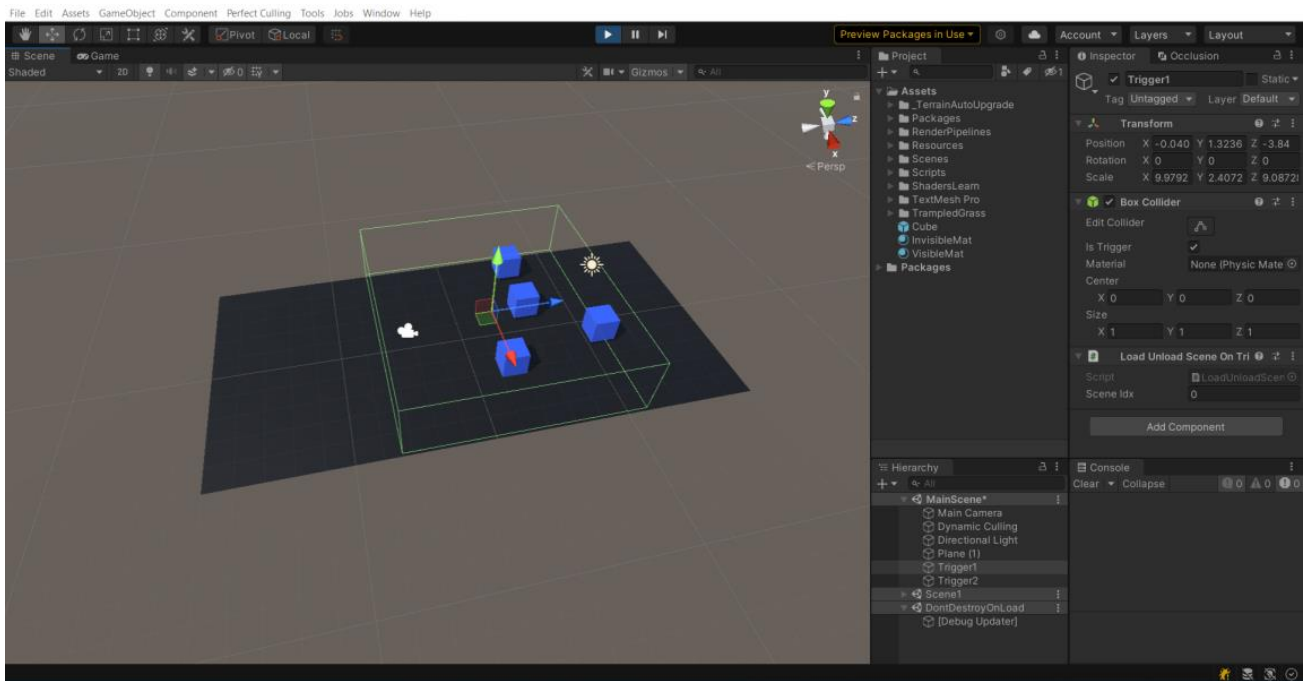 File Edit Assets GameObject Component Perfect Culling Tools Jobs Window Help
Pivot Local
Preview Packages in Use
Account Layers Layout
Scene Game
Shaded 2D 0 Gizmos All
y
z
x
Persp
Project
1
Assets
_TerrainAutoUpgrade
Packages
RenderPipelines
Resources
Scenes
Scripts
ShadersLearn
TextMesh Pro
TrampledGrass
Cube
InvisibleMat
VisibleMat
Packages
Inspector Occlusion
Trigger1 Static
Tag Untagged Layer Default
Transform
Position X -0.040 Y 1.3236 Z -3.84
Rotation X 0 Y 0 Z 0
Scale X 9.9792 Y 2.4072 Z 9.0872
Box Collider
Edit Collider
Is Trigger
Material None (Physic Mate
Center
X 0 Y 0 Z 0
Size
X 1 Y 1 Z 1
# Load Unload Scene On Tri
Script LoadUnloadScen
Scene Idx 0
Add Component
Hierarchy
All
MainScene*
Main Camera
Dynamic Culling
Directional Light
Plane (1)
Trigger1
Trigger2
Scene1
DontDestroyOnLoad
[Debug Updater]
Console
Clear Collapse 0 0 0